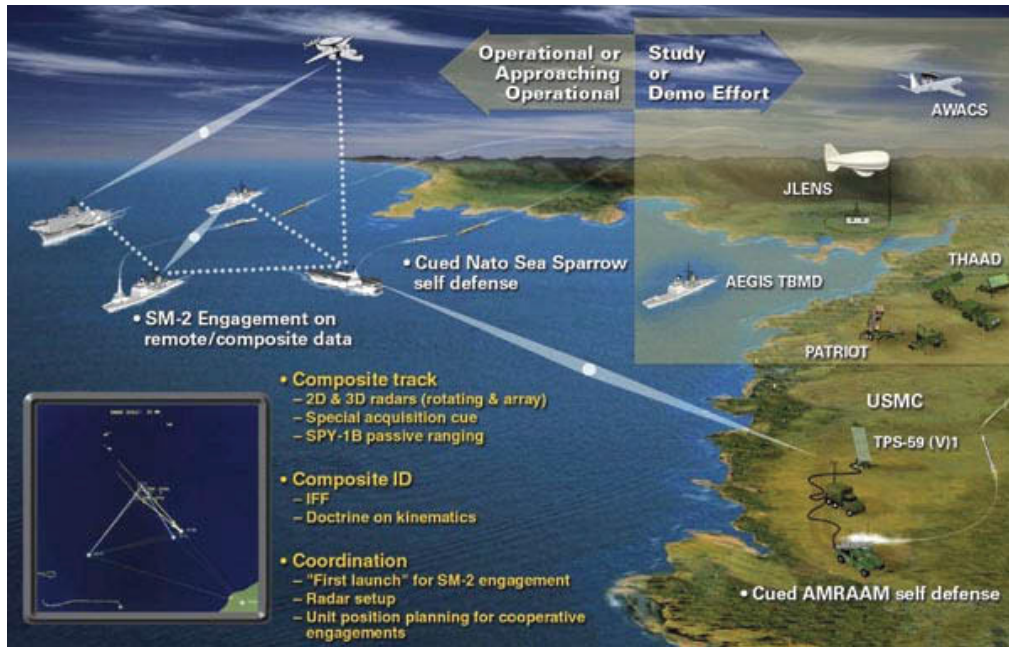 Operational or
Approaching
Operational
Study
or
Demo Effort
AWACS
JLENS
THAAD
AEGIS TBMD
PATRIOT
• Cued Nato Sea Sparrow
self defense
• SM-2 Engagement on
remote/composite data
• Composite track
– 2D & 3D radars (rotating & array)
– Special acquisition cue
– SPY-1B passive ranging
• Composite ID
– IFF
– Doctrine on kinematics
• Coordination
– "First launch" for SM-2 engagement
– Radar setup
– Unit position planning for cooperative
engagements
USMC
TPS-59 (V)1
• Cued AMRAAM self defense